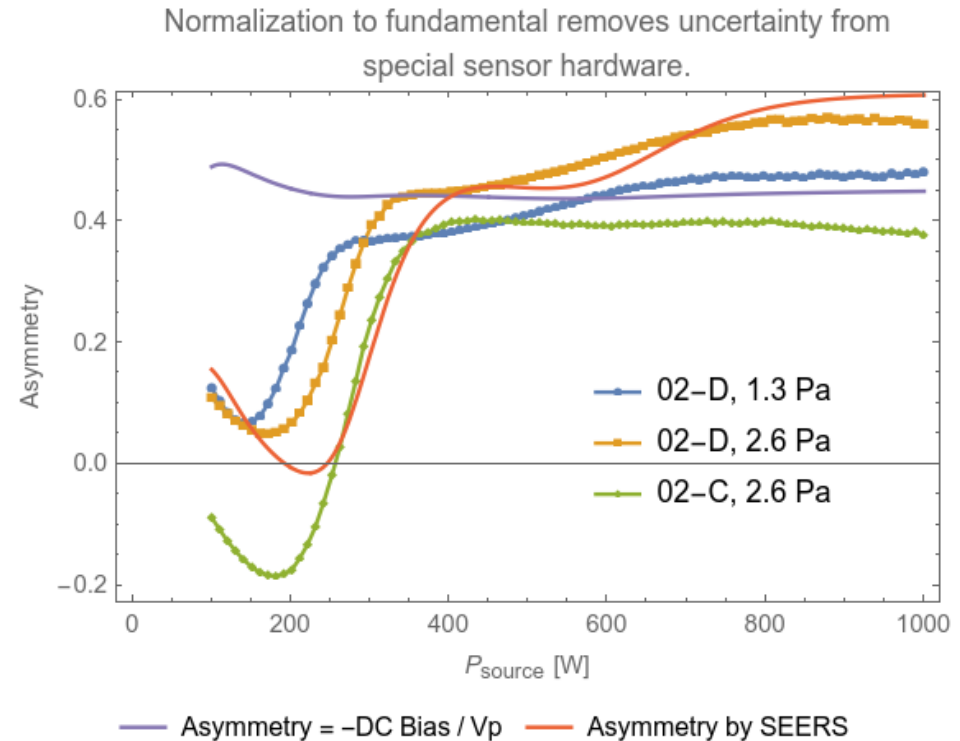 Normalization to fundamental removes uncertainty from
special sensor hardware.
0.6
0.4
0.2
0.0
−0.2
Asymmetry
02−D, 1.3 Pa
02−D, 2.6 Pa
02−C, 2.6 Pa
0 200 400 600 800 1000
Psource [W]
Asymmetry = −DC Bias / Vp Asymmetry by SEERS